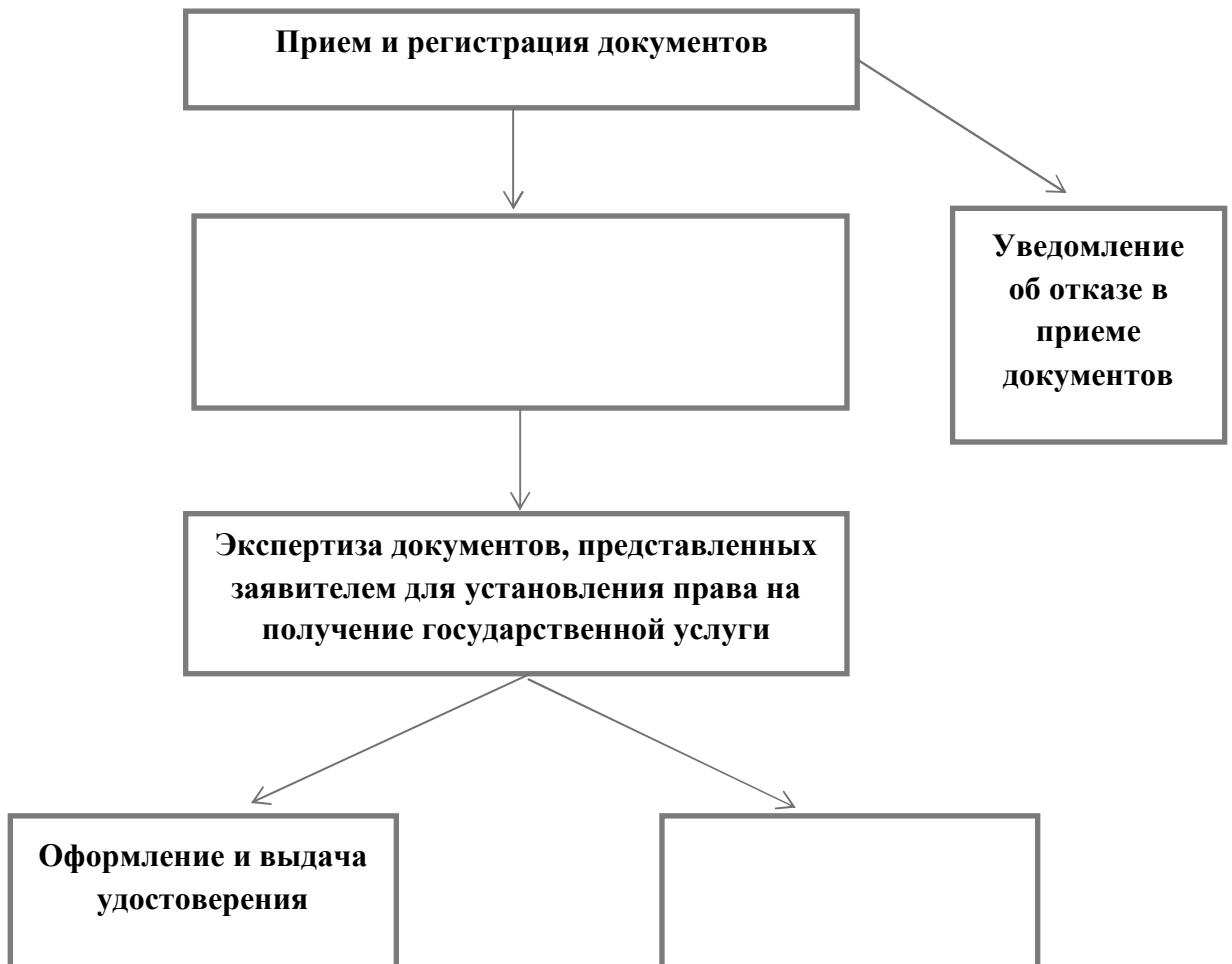 Прием и регистрация документов
Уведомление
об отказе в
приеме
документов
Экспертиза документов, представленных
заявителем для установления права на
получение государственной услуги
Оформление и выдача
удостоверения